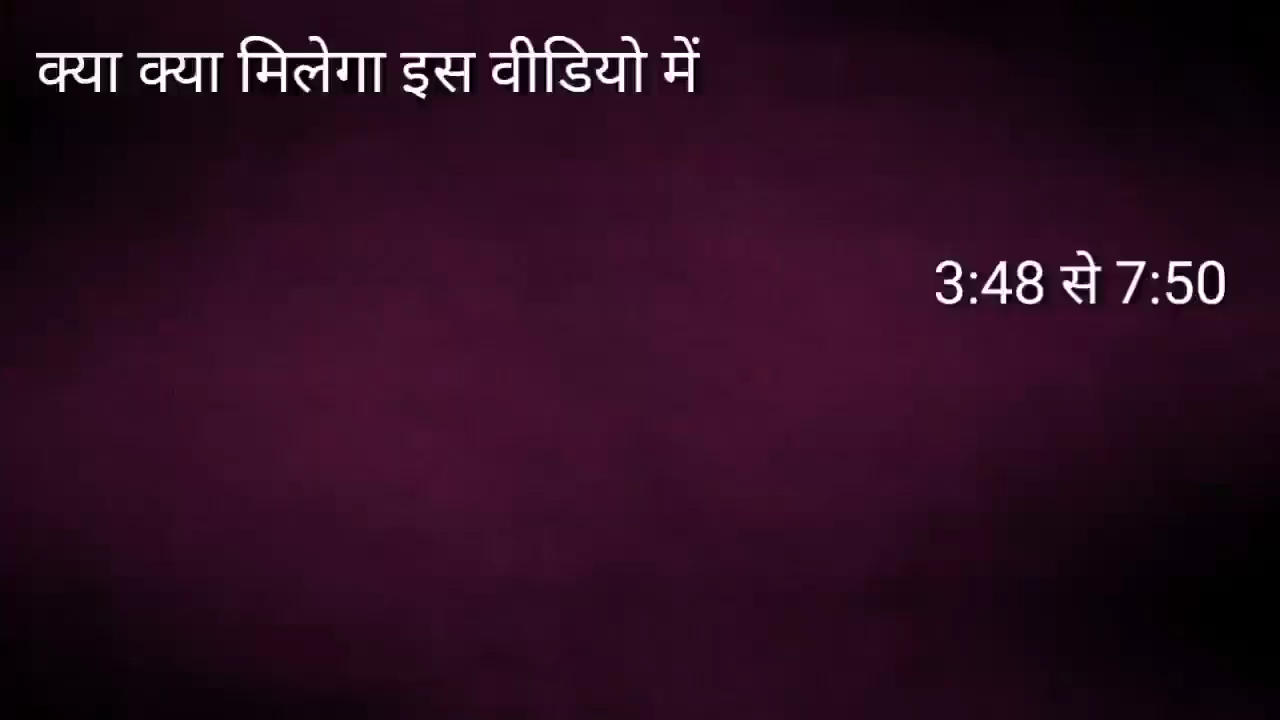 क्या क्या मिलेगा इस वीडियो में
3:48 से 7:50